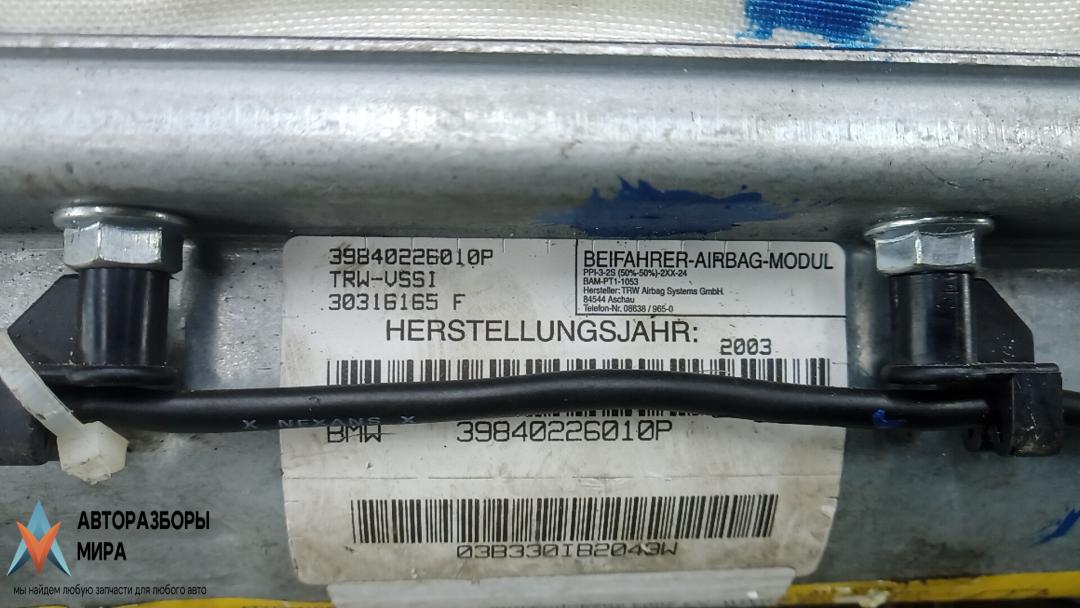 39840226010P
TRW-VSSI
30316165 F
BEIFAHRER-AIRBAG-MODUL
PPI-3-2S (50%-50%)-2XX-24
BAM-PT1-1053
Hersteller: TRW Airbag Systems GmbH.
84544 Aschau
Telefon-Nr. 08638 / 965-0
HERSTELLUNGSJAHR: 2003
X NEXANS X
BMW 39840226010P
03B330IB2043W
АВТОРАЗБОРЫ
МИРА
мы найдем любую запчасти для любого авто